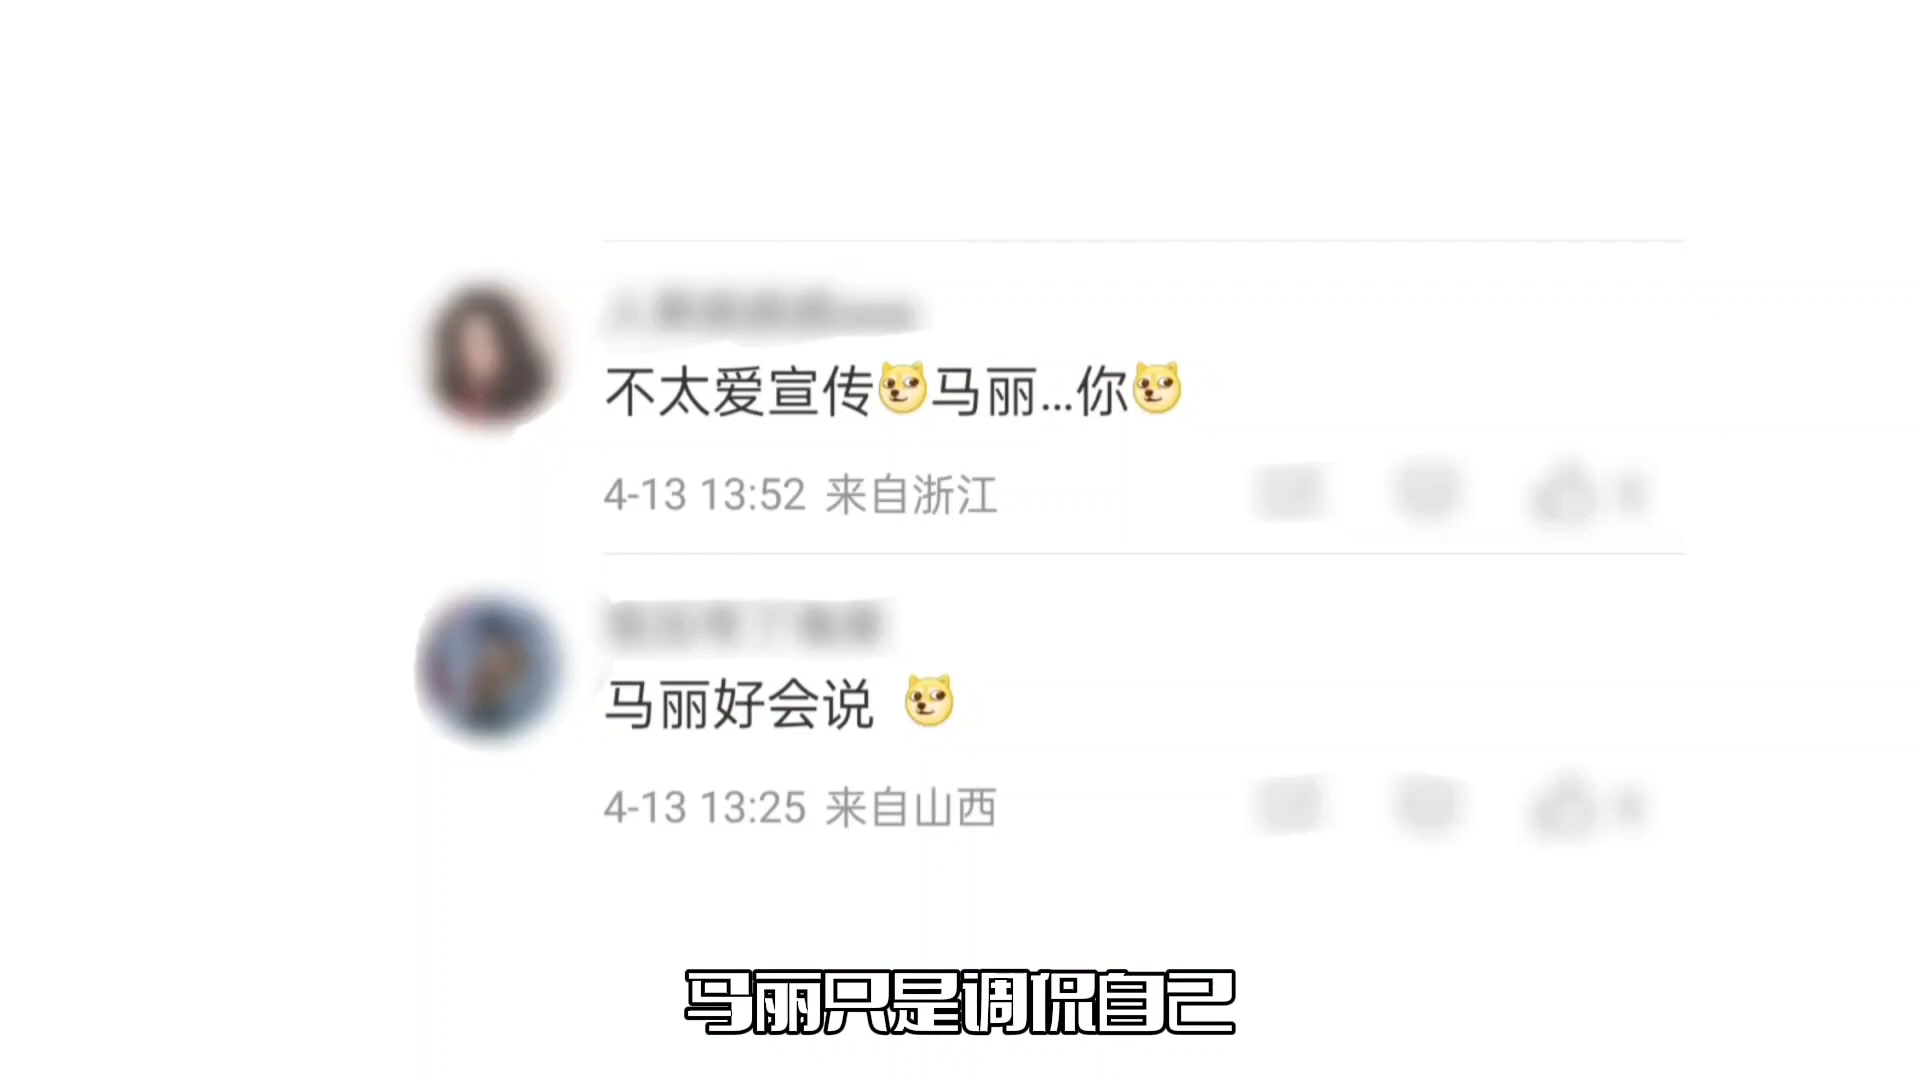 不太爱宣传马丽...你
4-13 13:52 来自浙江
马丽好会说
4-13 13:25 来自山西
马丽只是调侃自己